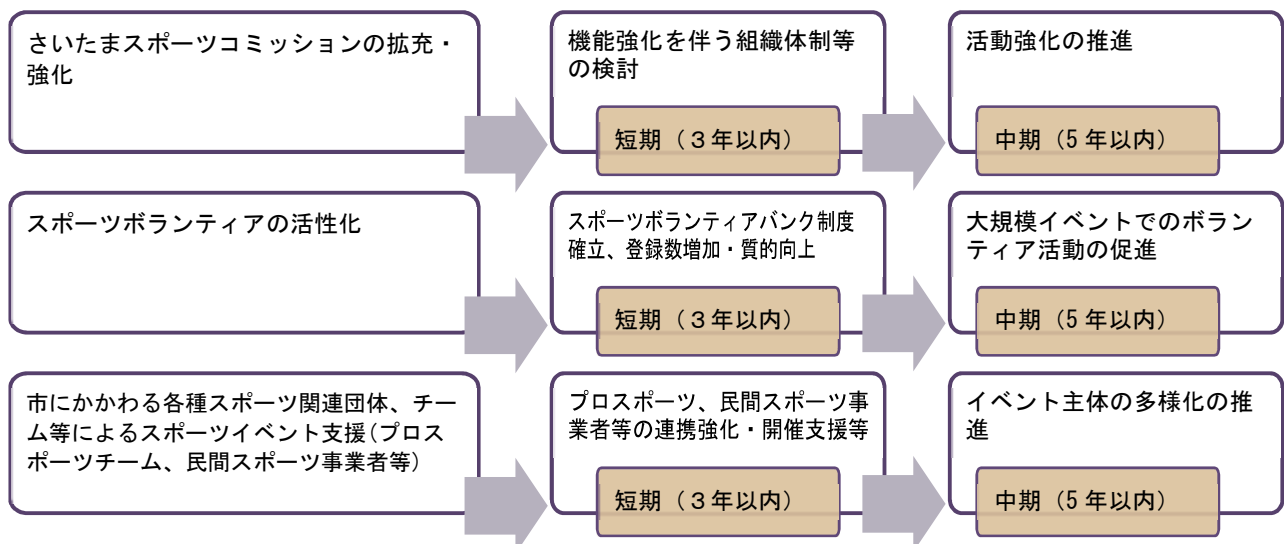 さいたまスポーツコミッションの拡充・
強化
機能強化を伴う組織体制等
の検討
短期（３年以内）
活動強化の推進
中期（5 年以内）
スポーツボランティアの活性化
スポーツボランティアバンク制度
確立、登録数増加・質的向上
短期（３年以内）
大規模イベントでのボラン
ティア活動の促進
中期（5 年以内）
市にかかわる各種スポーツ関連団体、チー
ム等によるスポーツイベント支援(プロス
ポーツチーム、民間スポーツ事業者等)
プロスポーツ、民間スポーツ事
業者等の連携強化・開催支援等
短期（３年以内）
イベント主体の多様化の推
進
中期（5 年以内）